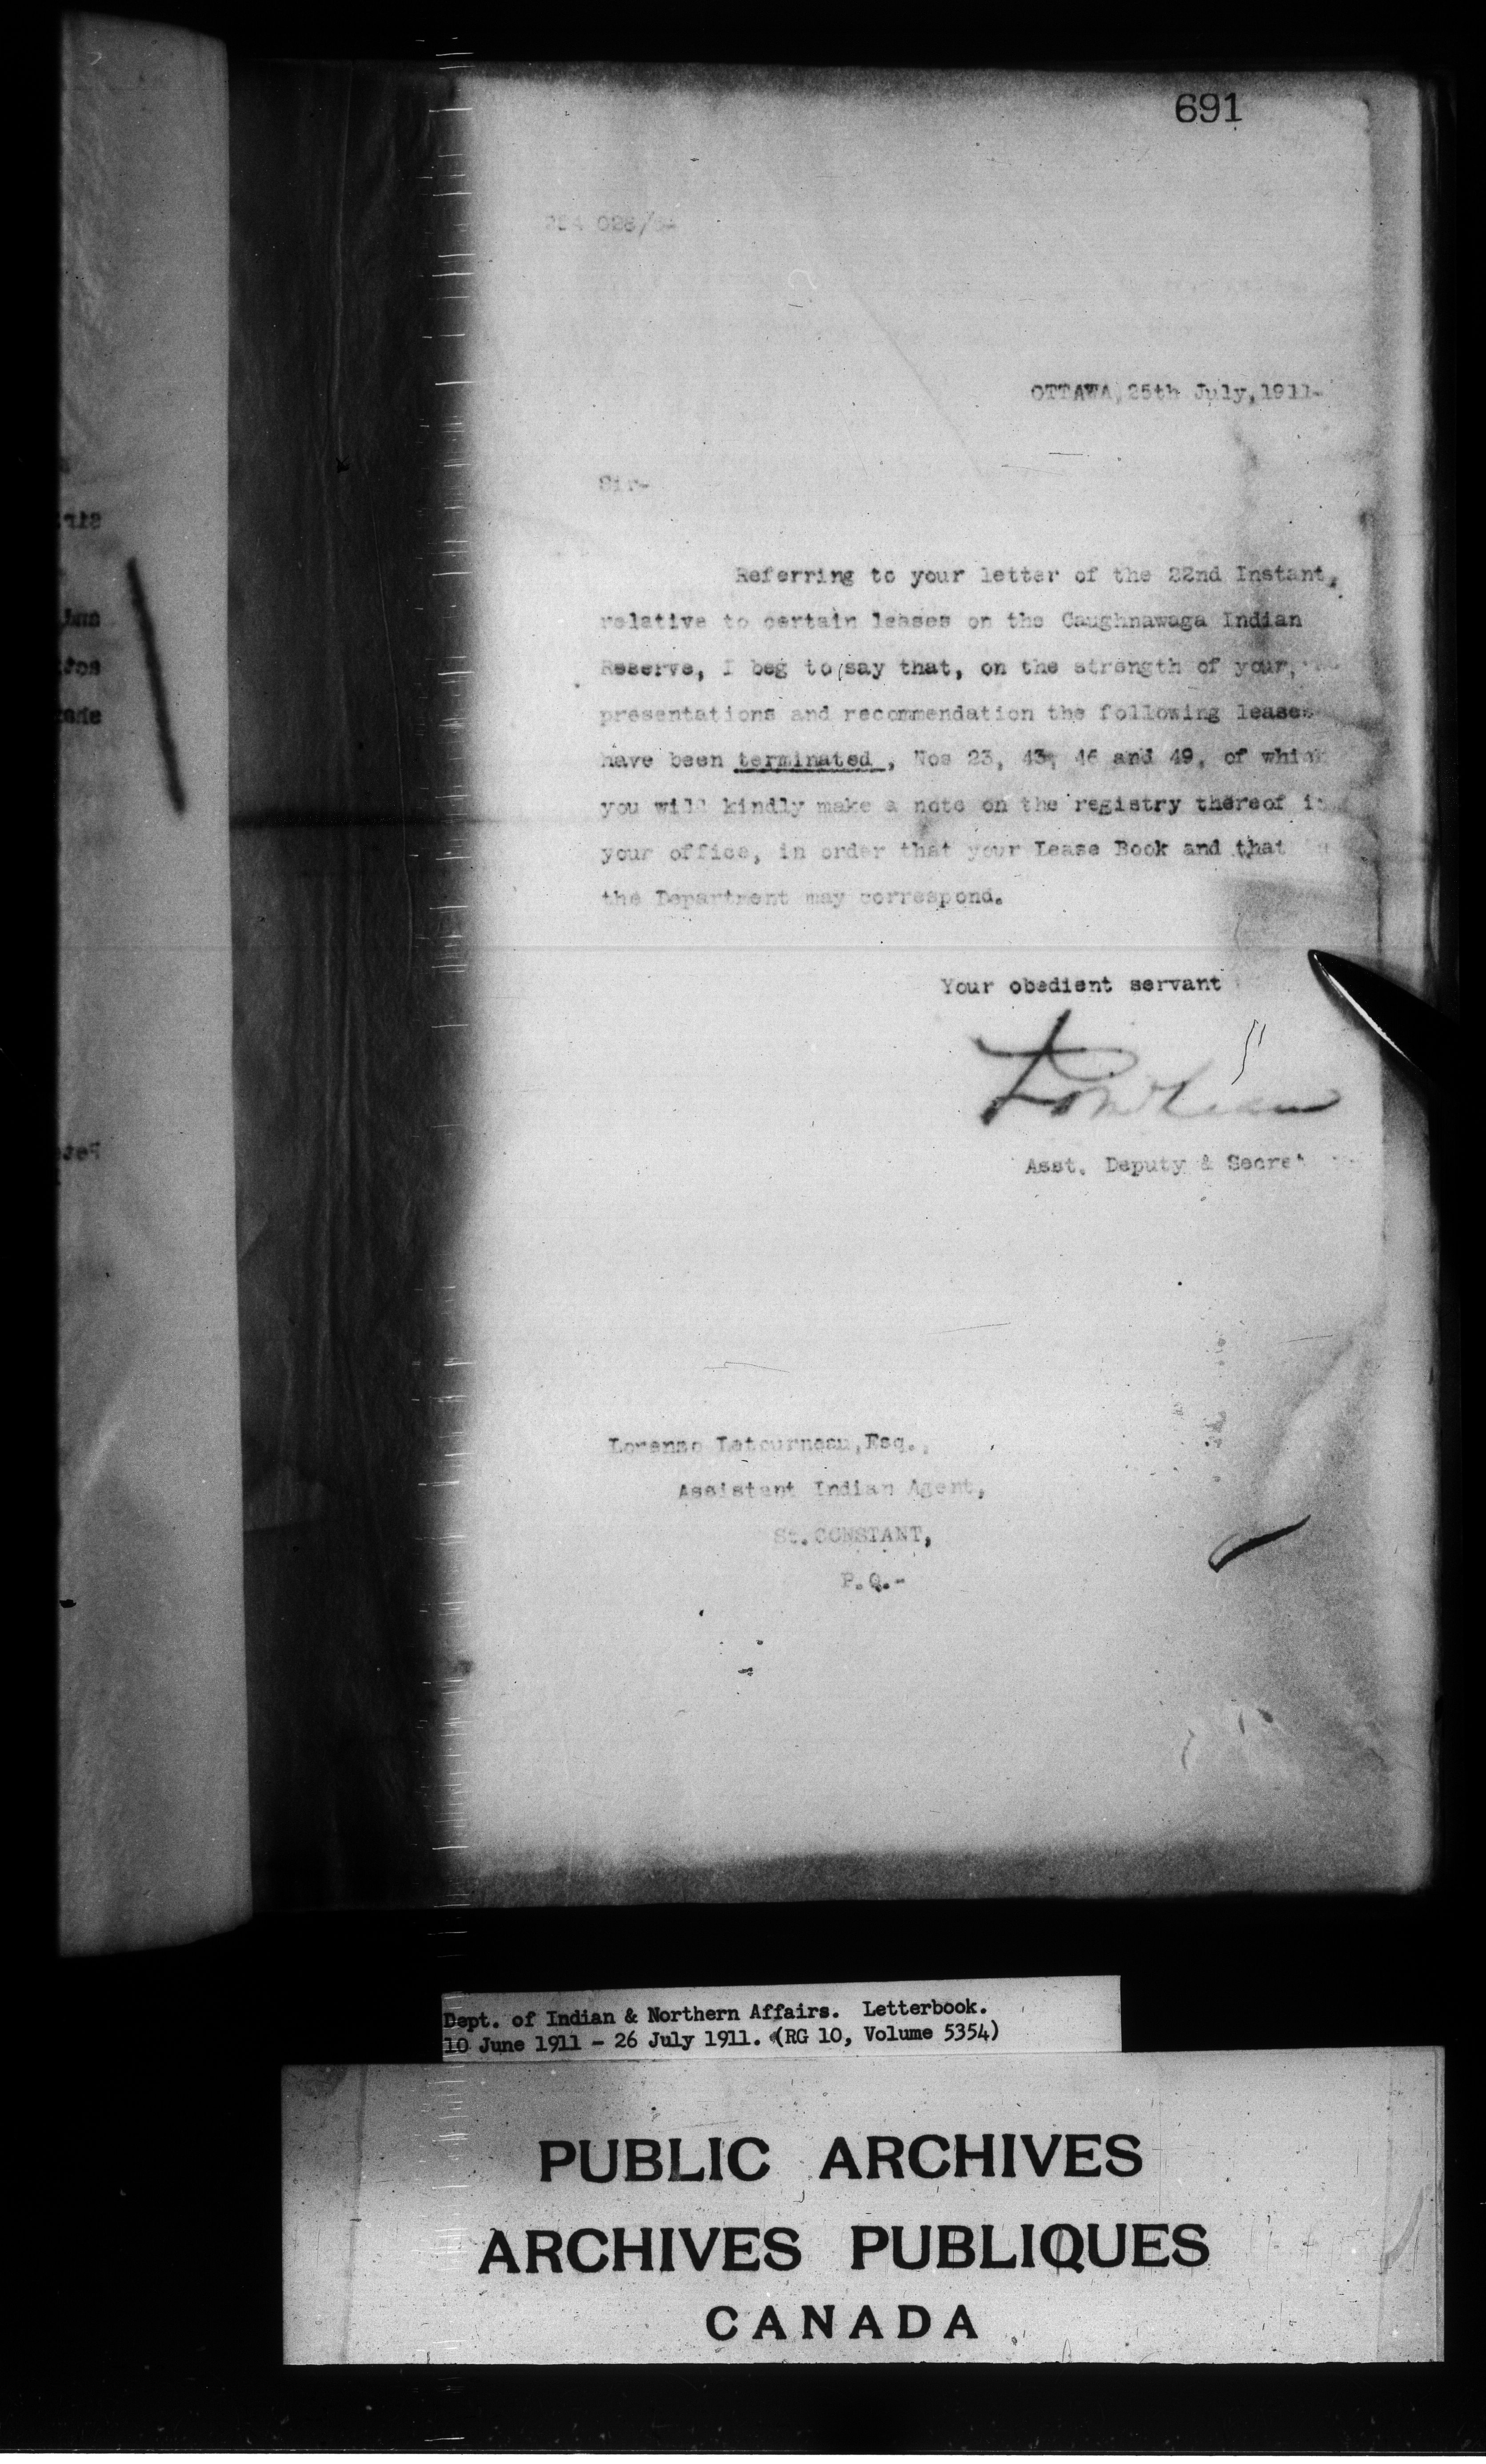 691
OTTAWA, 25th July, 1911-
Sir-
Referring to your letter of the 22nd Instant,
relative to certain leases on the Caughnawaga Indian
Reserve, I beg to say that, on the strength of your
presentations and recommendation the following leases
have been terminated, Nos 23, 43, 46 and 49, of which
you will kindly make a note on the registry thereof in
your office, in order that your Lease Book and that
the Department may correspond.
Your obedient servant
Asst. Deputy & Secret
Lorenzo Letourneau, Esq.,
Assistant Indian Agent,
St. CONSTANT,
P.Q.-
Dept. of Indian & Northern Affairs. Letterbook.
10 June 1911 - 26 July 1911. (RG 10, Volume 5354)
PUBLIC ARCHIVES
ARCHIVES PUBLIQUES
CANADA